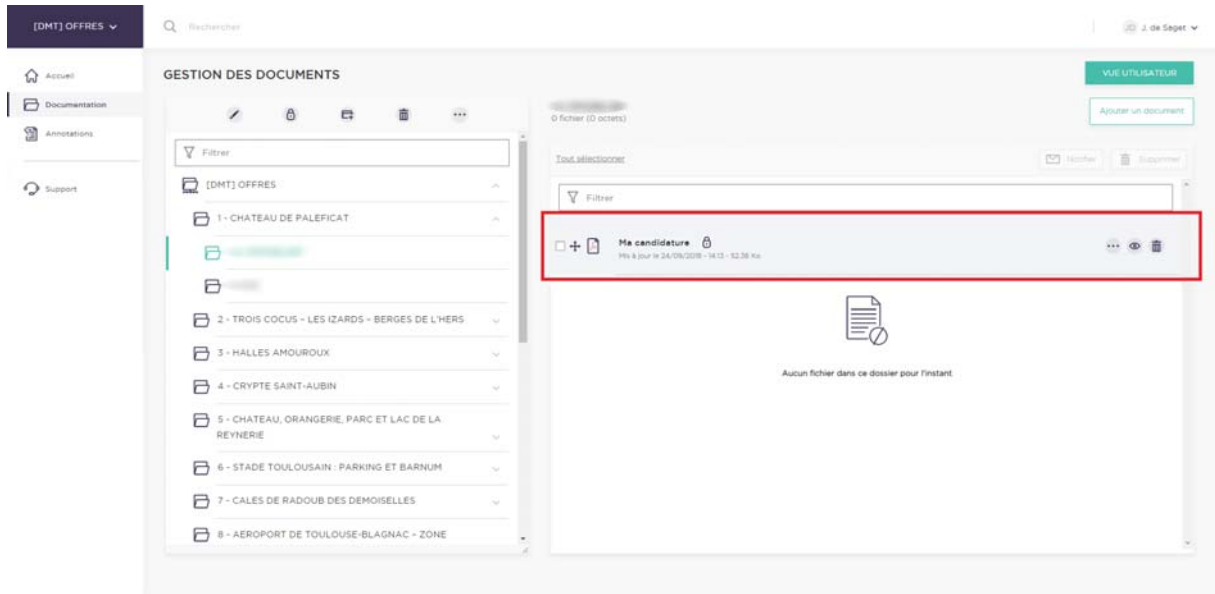 [DMT] OFFRES
Rechercher
JD J. de Saget
Accueil
Documentation
Annotations
Support
GESTION DES DOCUMENTS
VUE UTILISATEUR
0 fichier (0 octets)
Ajouter un document
Filtrer
[DMT] OFFRES
1 - CHATEAU DE PALEFICAT
2 - TROIS COCUS - LES IZARDS - BERGES DE L'HERS
3 - HALLES AMOUROUX
4 - CRYPTE SAINT-AUBIN
5 - CHATEAU, ORANGERIE, PARC ET LAC DE LA
REYNERIE
6 - STADE TOULOUSAIN : PARKING ET BARNUM
7 - CALES DE RADOUB DES DEMOISELLES
8 - AEROPORT DE TOULOUSE-BLAGNAC - ZONE
Tout sélectionner
Notifier
Supprimer
Filtrer
Ma candidature
Mis à jour le 24/09/2018 - 14:13 - 52.38 Ko
Aucun fichier dans ce dossier pour l'instant